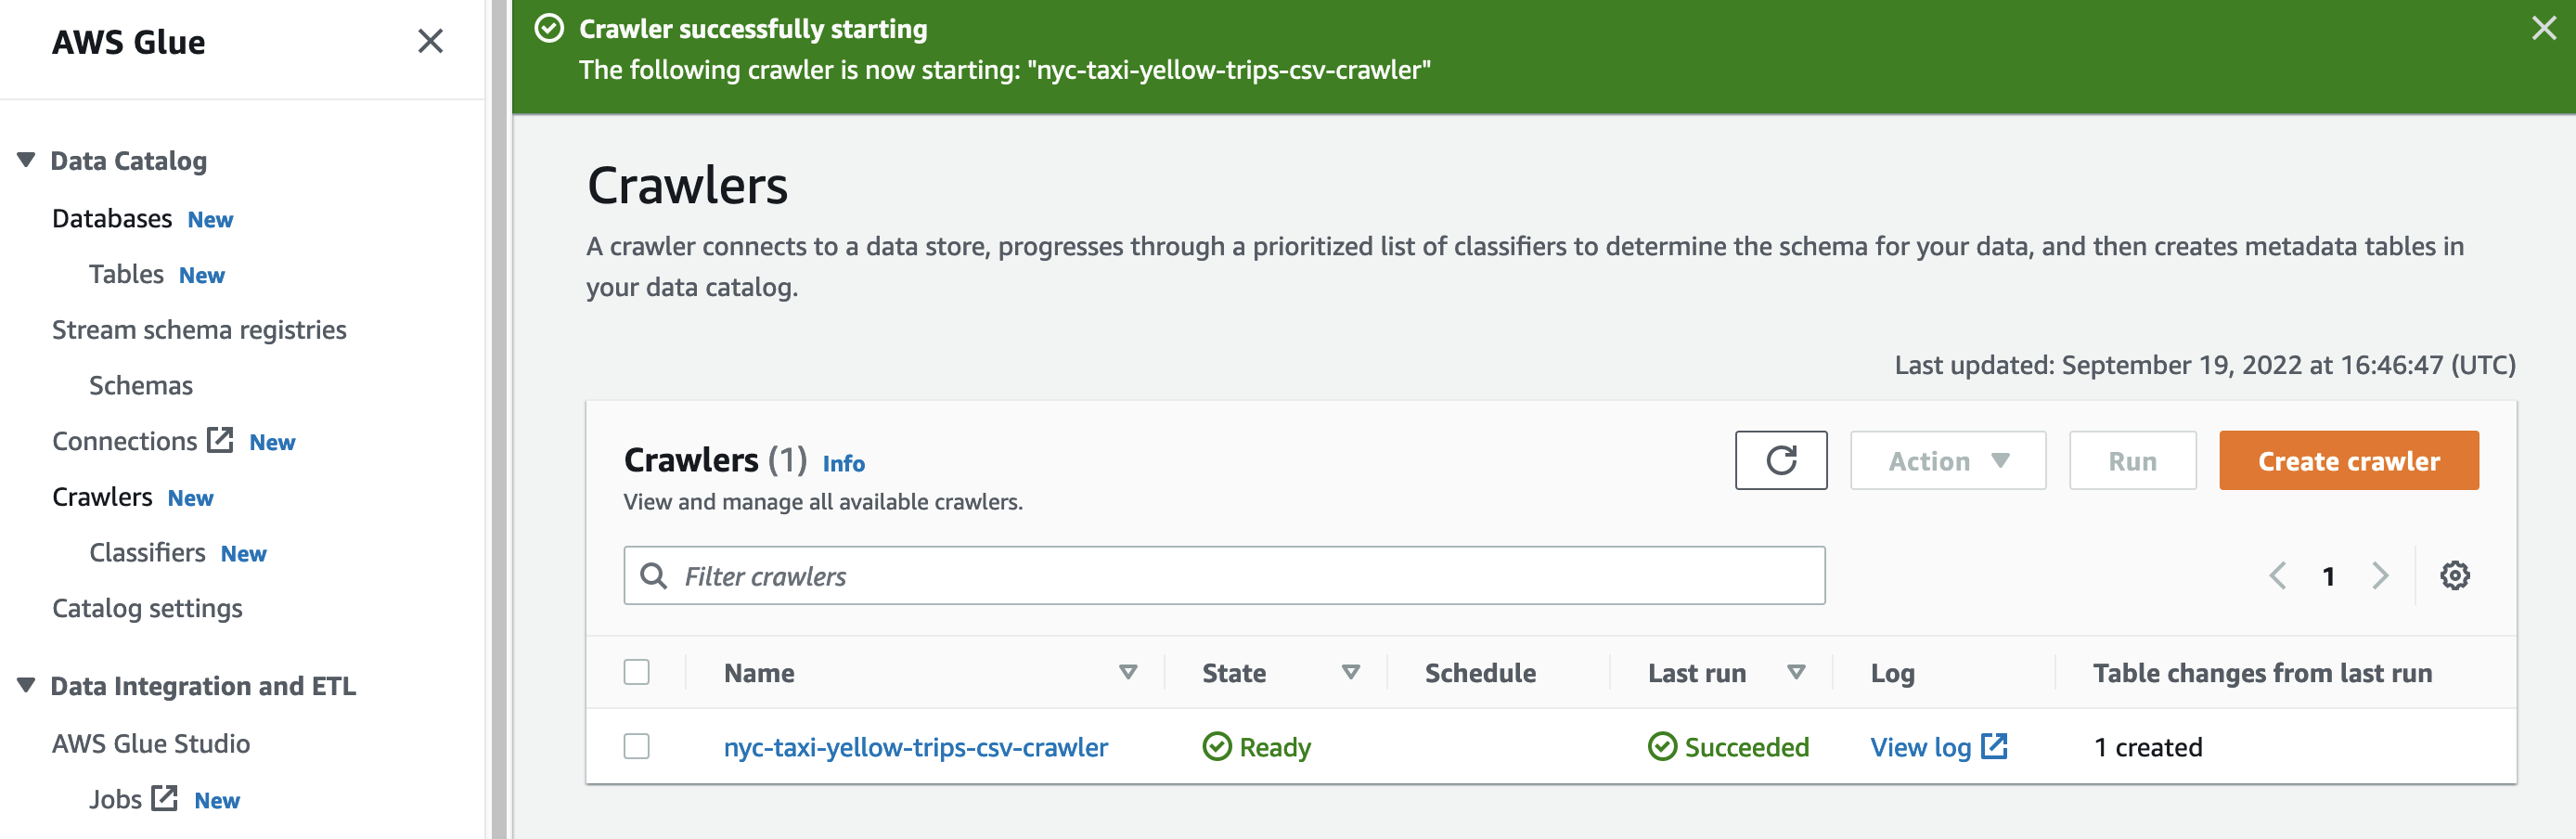 AWS Glue
Data Catalog
Databases New
Tables New
Stream schema registries
Schemas
Connections New
Crawlers New
Classifiers New
Catalog settings
Data Integration and ETL
AWS Glue Studio
Jobs New
Crawler successfully starting
The following crawler is now starting: "nyc-taxi-yellow-trips-csv-crawler"
Crawlers
A crawler connects to a data store, progresses through a prioritized list of classifiers to determine the schema for your data, and then creates metadata tables in
your data catalog.
Last updated: September 19, 2022 at 16:46:47 (UTC)
Crawlers (1) Info
View and manage all available crawlers.
Action
Run
Create crawler
Filter crawlers
1
Name State Schedule Last run Log Table changes from last run
nyc-taxi-yellow-trips-csv-crawler Ready Succeeded View log 1 created